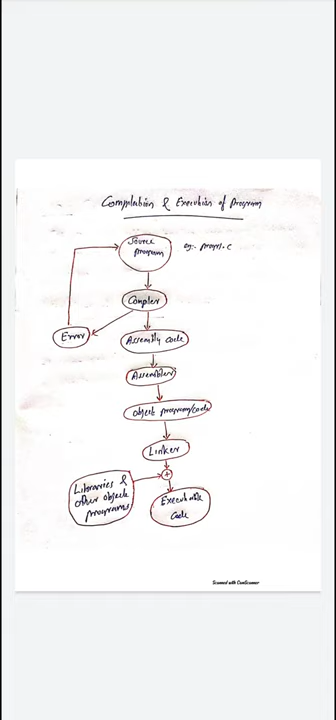 Compilation & Execution of Program
Source
program
eg:- prog1.c
Compiler
Error
Assembly code
Assembler
Object program/code
Linker
+
Libraries &
other object
programs
Executable
code
Scanned with CamScanner